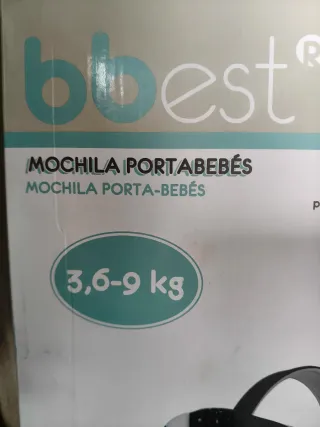 bbest®
MOCHILA PORTABEBÉS
MOCHILA PORTA-BEBÉS
3,6-9 kg